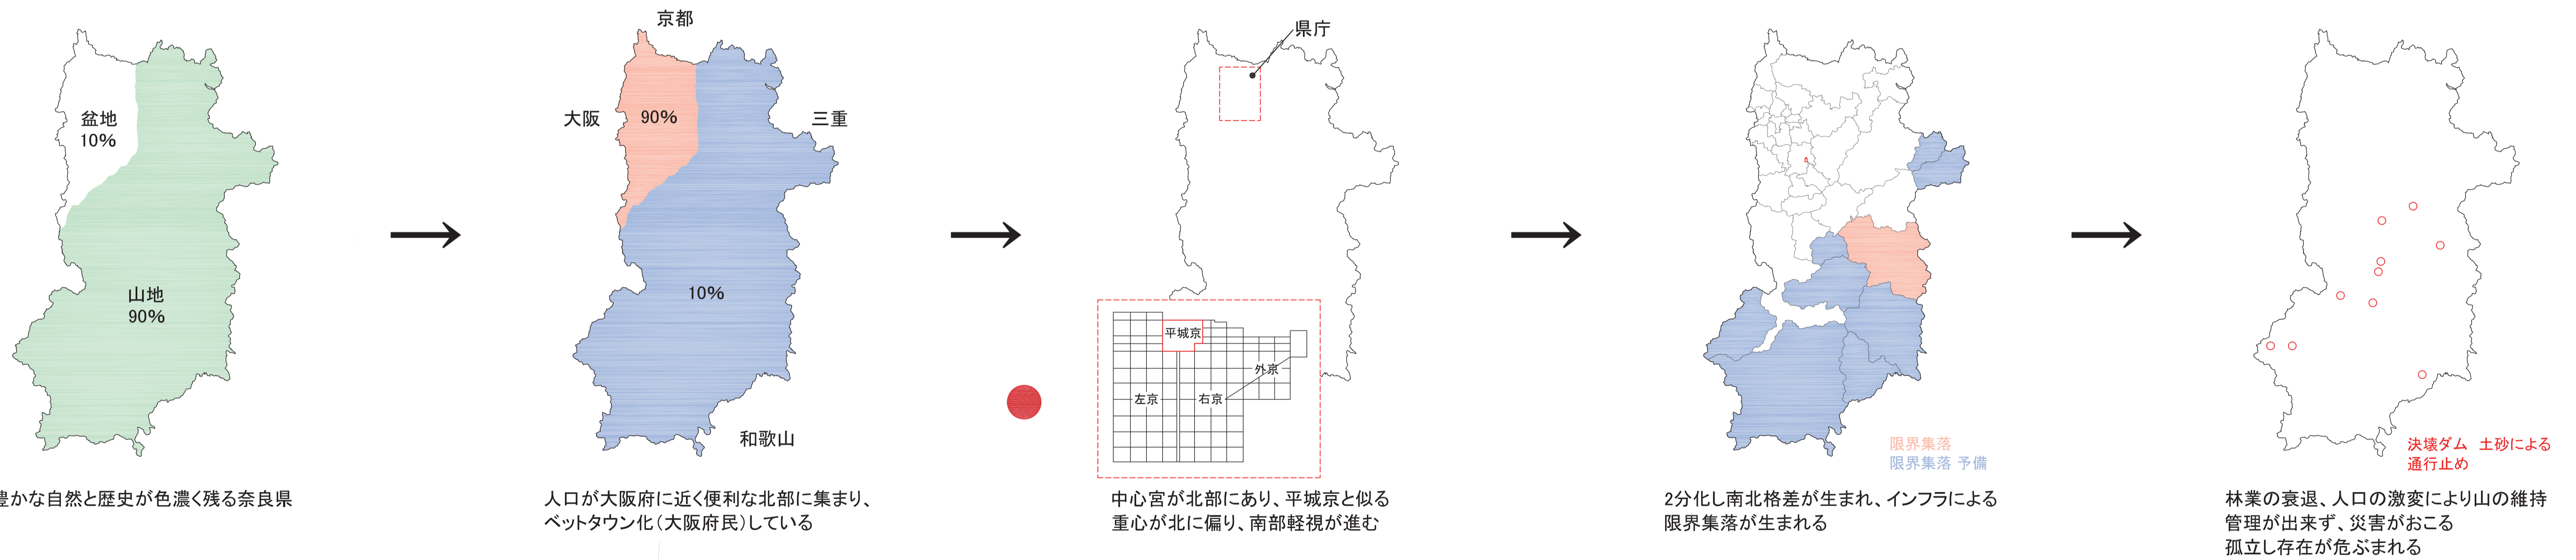 盆地
10%
山地
90%
豊かな自然と歴史が色濃く残る奈良県
京都
大阪
90%
三重
10%
和歌山
人口が大阪府に近く便利な北部に集まり、
ベットタウン化(大阪府民)している
県庁
平城京
外京
左京
右京
中心宮が北部にあり、平城京と似る
重心が北に偏り、南部軽視が進む
限界集落
限界集落 予備
2分化し南北格差が生まれ、インフラによる
限界集落が生まれる
決壊ダム 土砂による
通行止め
林業の衰退、人口の激変により山の維持
管理が出来ず、災害がおこる
孤立し存在が危ぶまれる